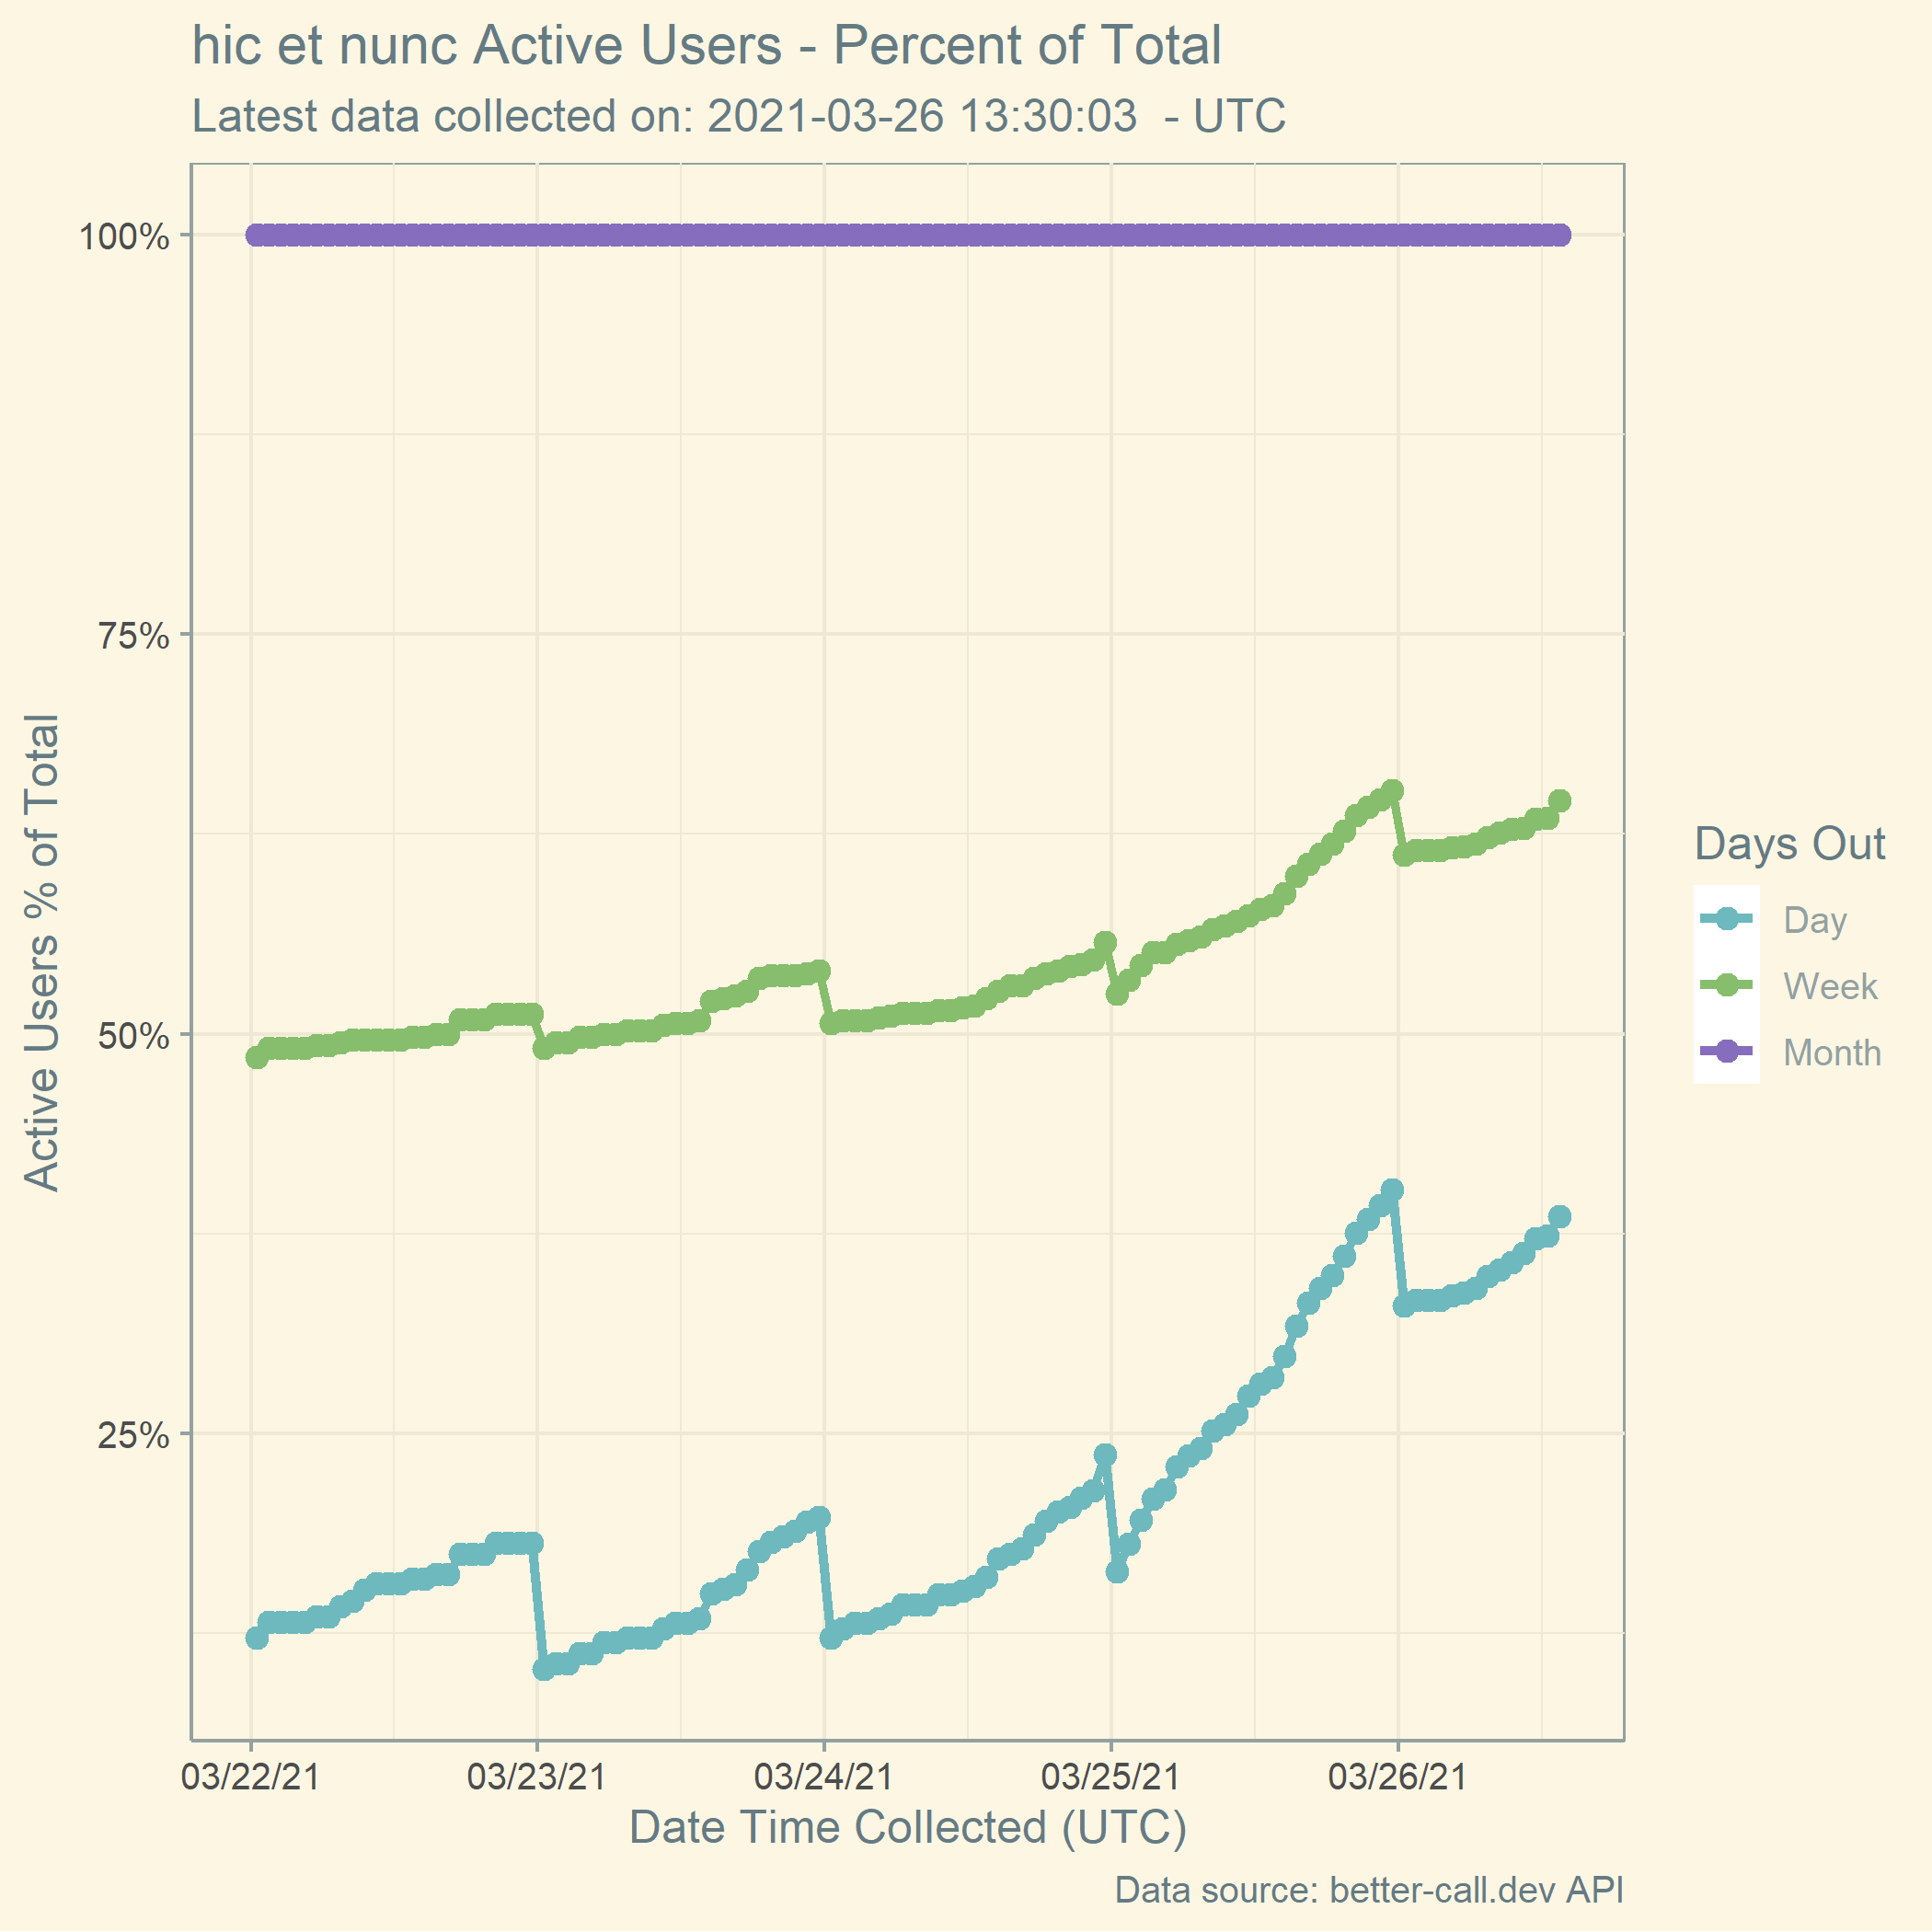 hic et nunc Active Users - Percent of Total
Latest data collected on: 2021-03-26 13:30:03  - UTC
Active Users % of Total
100%
75%
50%
25%
03/22/21
03/23/21
03/24/21
03/25/21
03/26/21
Date Time Collected (UTC)
Days Out
Day
Week
Month
Data source: better-call.dev API